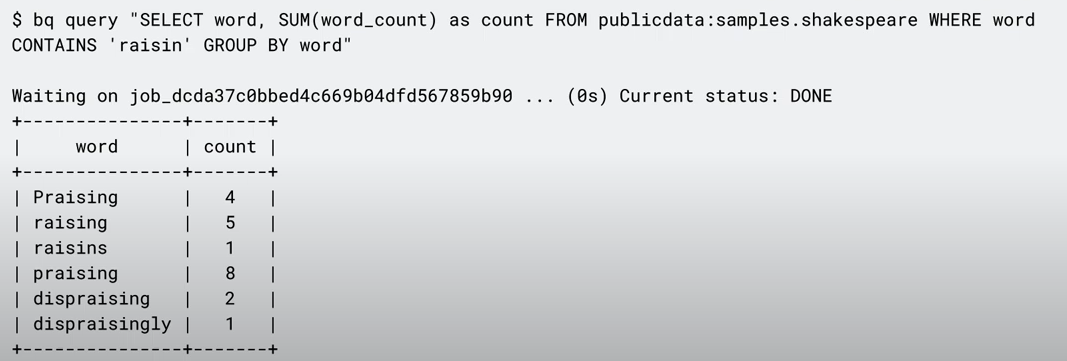 $ bq query "SELECT word, SUM(word_count) as count FROM publicdata:samples.shakespeare WHERE word
CONTAINS 'raisin' GROUP BY word"

Waiting on job_dcda37c0bbed4c669b04dfd567859b90 ... (0s) Current status: DONE
+---------------+-------+
|     word      | count |
+---------------+-------+
| Praising      |   4   |
| raising       |   5   |
| raisins       |   1   |
| praising      |   8   |
| dispraising   |   2   |
| dispraisingly |   1   |
+---------------+-------+